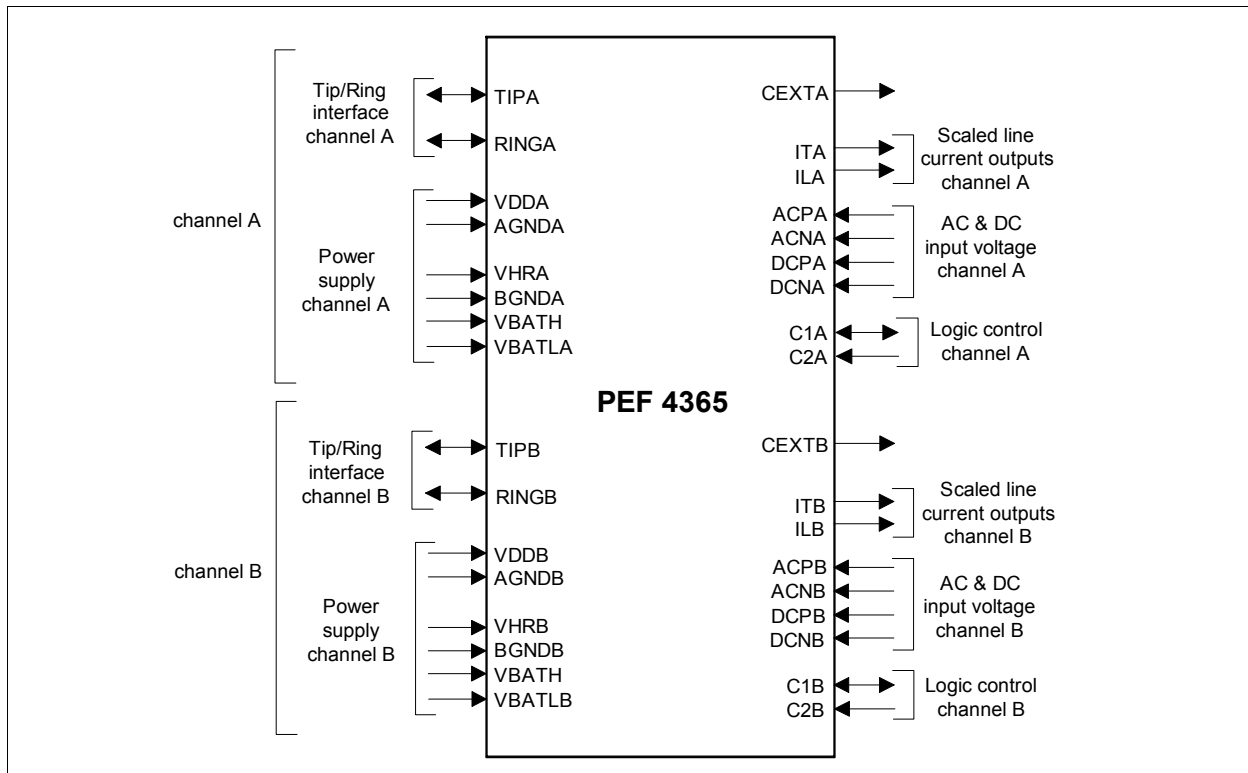 channel A
Tip/Ring
interface
channel A
TIPA
RINGA
Power
supply
channel A
VDDA
AGNDA
VHRA
BGNDA
VBATH
VBATLA
CEXTA
ITA
ILA
Scaled line
current outputs
channel A
ACPA
ACNA
DCPA
DCNA
AC & DC
input voltage
channel A
C1A
C2A
Logic control
channel A
PEF 4365
channel B
Tip/Ring
interface
channel B
TIPB
RINGB
Power
supply
channel B
VDDB
AGNDB
VHRB
BGNDB
VBATH
VBATLB
CEXTB
ITB
ILB
Scaled line
current outputs
channel B
ACPB
ACNB
DCPB
DCNB
AC & DC
input voltage
channel B
C1B
C2B
Logic control
channel B